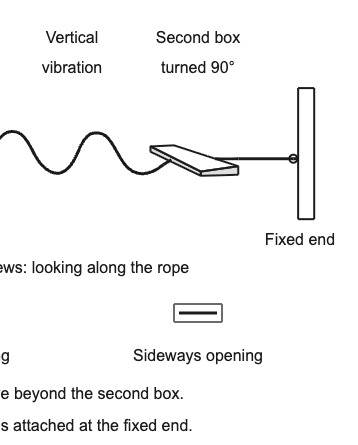 Vertical Second box
vibration turned 90°
Fixed end
ews: looking along the rope
g Sideways opening
e beyond the second box.
s attached at the fixed end.